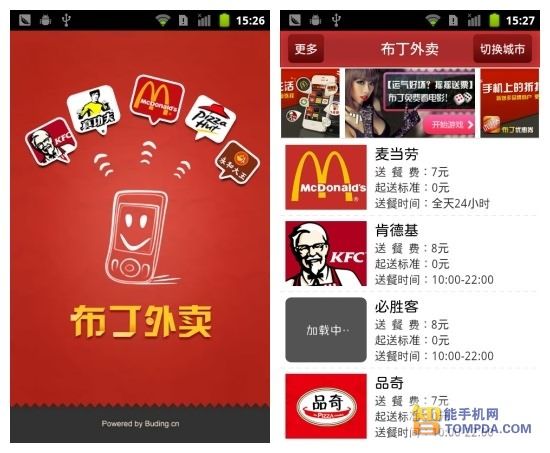 15:26
McDonald's
真功夫
Pizza Hut
KFC
永和大王
布丁外卖
Powered by Buding.cn
15:27
更多
布丁外卖
切换城市
【运气好场? 摇摇送票】
布丁免费看电影!
开始游戏
手机上的折扣
布丁优惠券
McDonald's
麦当劳
送 餐 费：7元
起送标准：0元
送餐时间：全天24小时
KFC
肯德基
送 餐 费：8元
起送标准：0元
送餐时间：10:00-22:00
加载中··
必胜客
送 餐 费：8元
起送标准：0元
送餐时间：10:00-22:00
品奇
PIZZA
品奇
送 餐 费：7元
起送标准：0
送餐时间：10:00-22:00
智能手机网
TOMPDA.COM